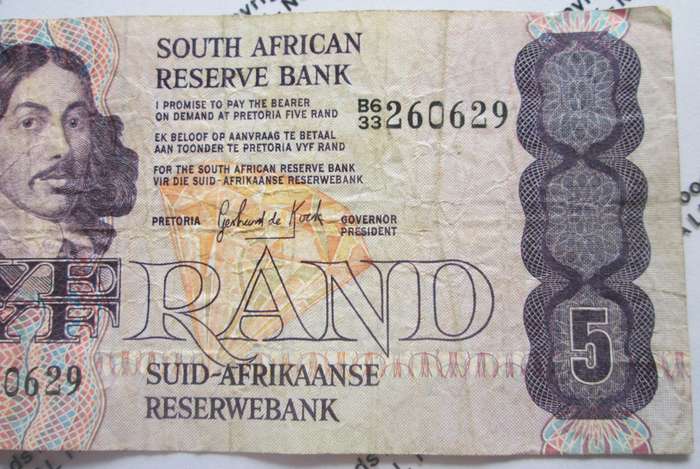 SOUTH AFRICAN
RESERVE BANK
I PROMISE TO PAY THE BEARER
ON DEMAND AT PRETORIA FIVE RAND
B6
33 260629
EK BELOOF OP AANVRAAG TE BETAAL
AAN TOONDER TE PRETORIA VYF RAND
FOR THE SOUTH AFRICAN RESERVE BANK
VIR DIE SUID-AFRIKAANSE RESERWEBANK
PRETORIA Gerhard de Kock GOVERNOR
PRESIDENT
YF RAND
5
0629
SUID-AFRIKAANSE
RESERWEBANK